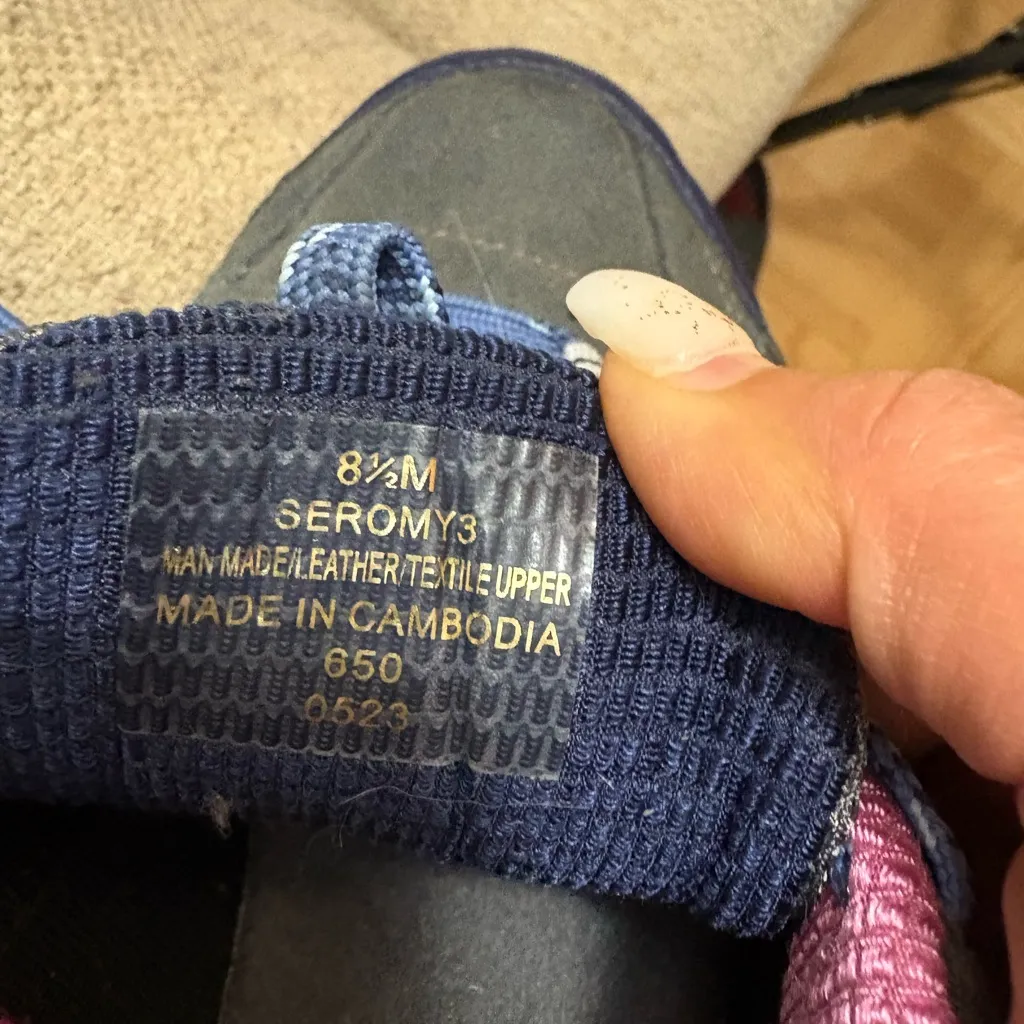 8½M
SEROMY3
MAN MADE/LEATHER/TEXTILE UPPER
MADE IN CAMBODIA
650
0523